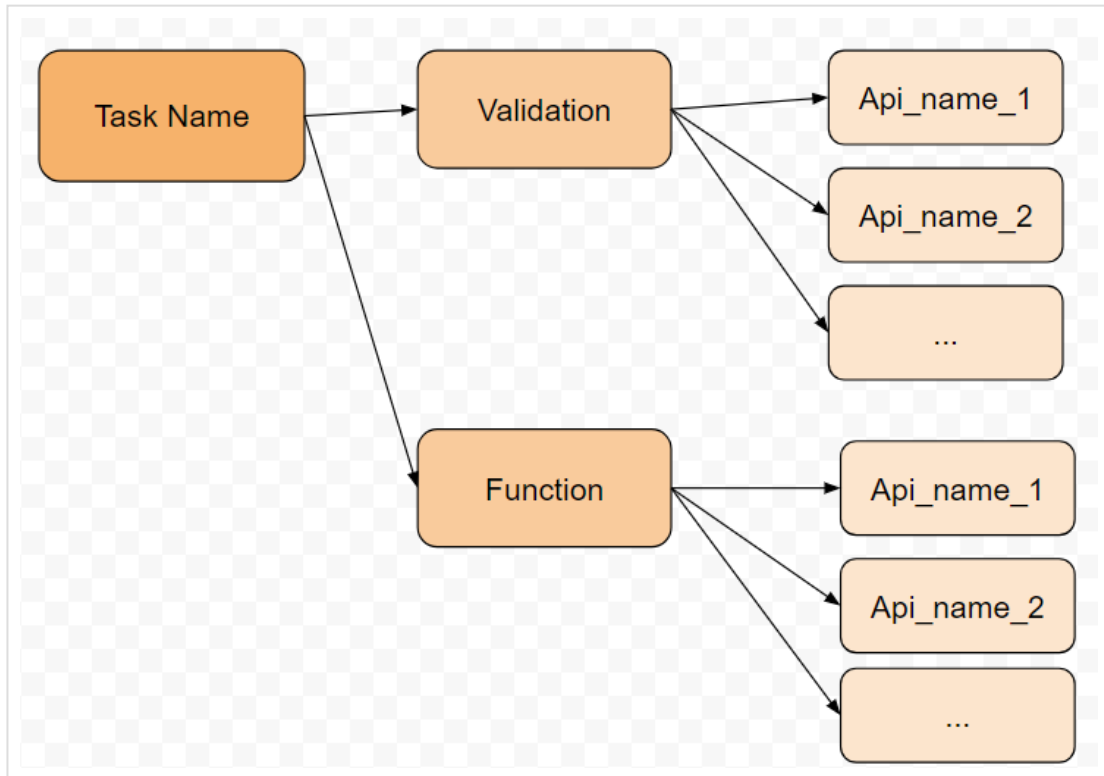 Task Name
Validation
Api_name_1
Api_name_2
...
Function
Api_name_1
Api_name_2
...